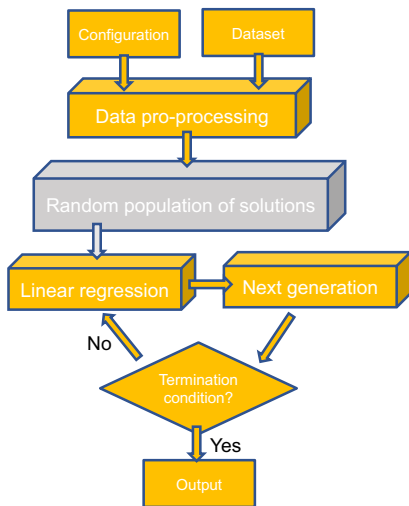 Configuration
Dataset
Data pro-processing
Random population of solutions
Linear regression
Next generation
No
Termination
condition?
Yes
Output